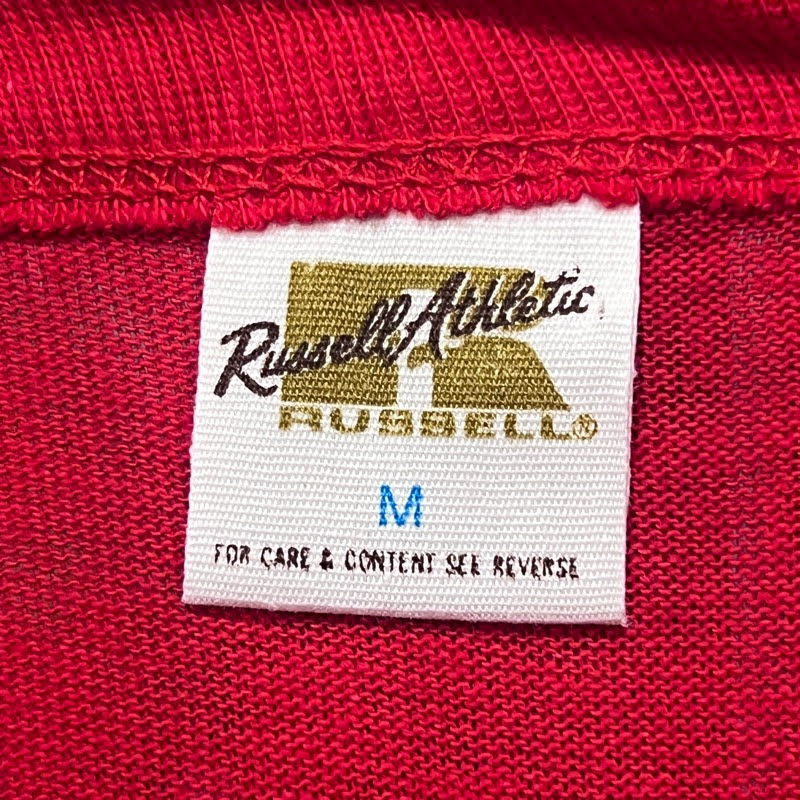 Russell Athletic
RUSSELL®
M
FOR CARE & CONTENT SEE REVERSE